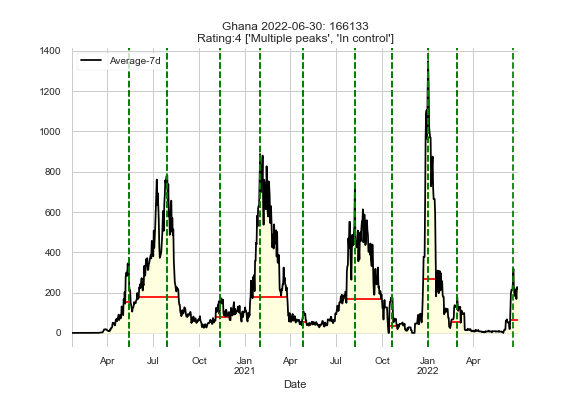 Ghana 2022-06-30: 166133
Rating:4 ['Multiple peaks', 'In control']
1400
Average-7d
1200
1000
800
600
400
200
0
Apr Jul Oct Jan Apr Jul Oct Jan Apr
2021 2022
Date